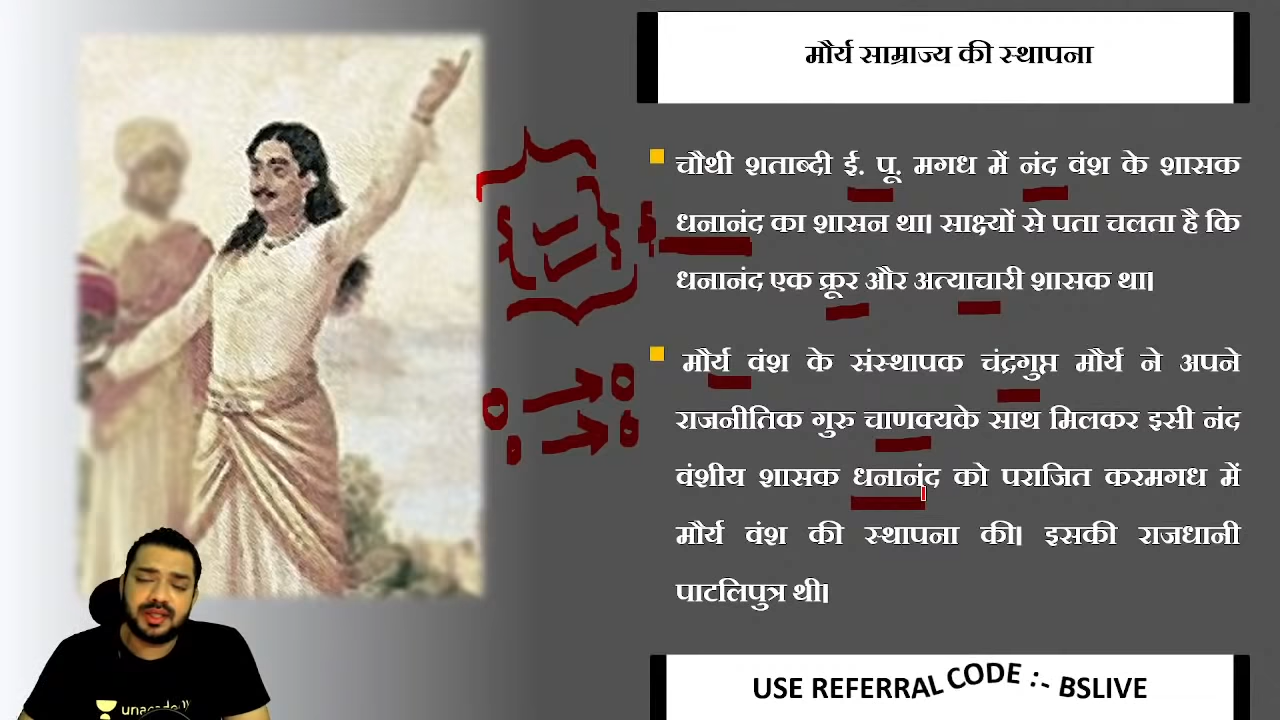 मौर्य साम्राज्य की स्थापना
चौथी शताब्दी ई. पू. मगध में नंद वंश के शासक
धनानंद का शासन था। साक्ष्यों से पता चलता है कि
धनानंद एक क्रूर और अत्याचारी शासक था।
मौर्य वंश के संस्थापक चंद्रगुप्त मौर्य ने अपने
राजनीतिक गुरु चाणक्यके साथ मिलकर इसी नंद
वंशीय शासक धनानंद को पराजित करमगध में
मौर्य वंश की स्थापना की। इसकी राजधानी
पाटलिपुत्र थी।
USE REFERRAL CODE :- BSLIVE